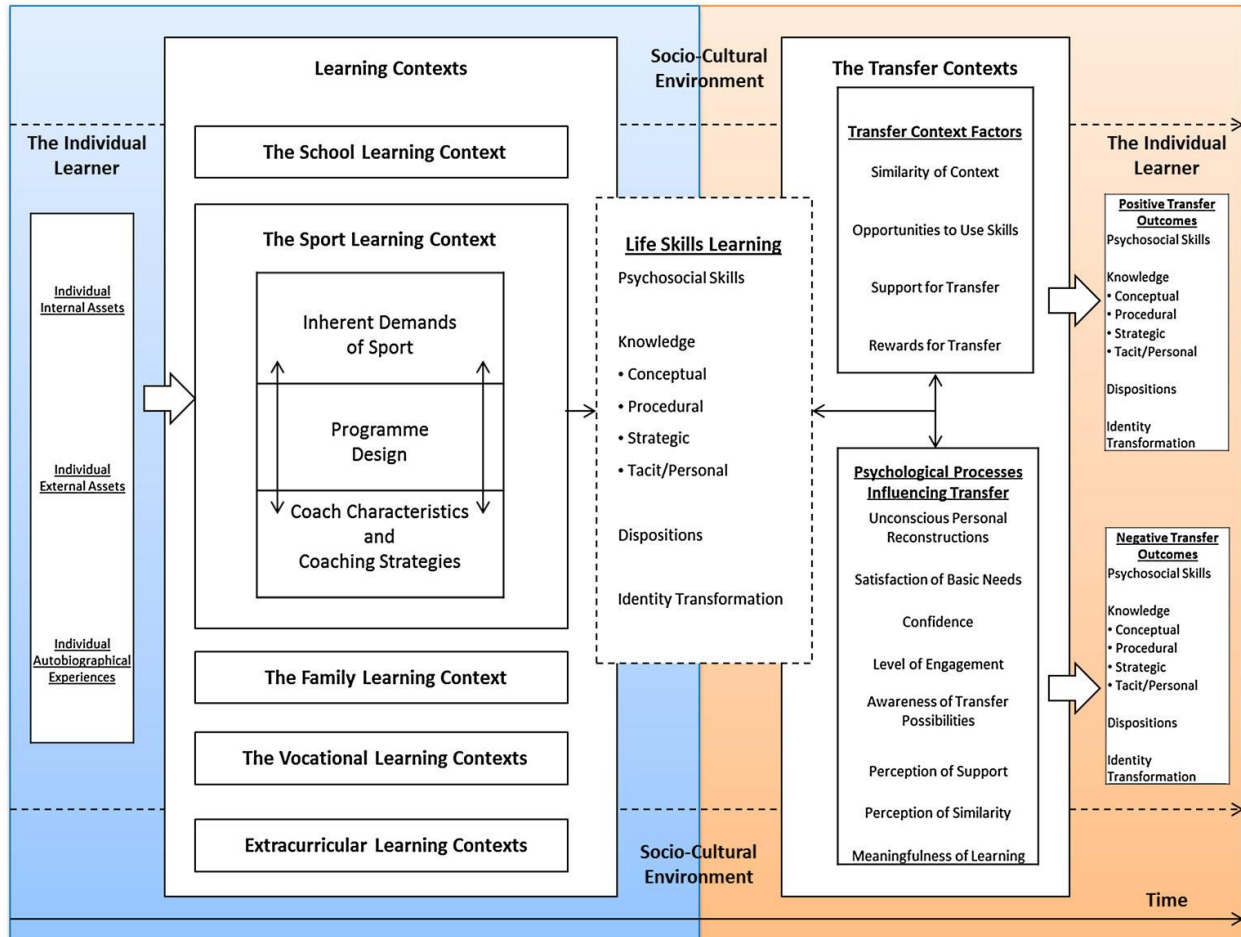 Socio-Cultural
Environment
Learning Contexts
The Individual
Learner
The School Learning Context
Individual
Internal Assets
Individual
External Assets
Individual
Autobiographical
Experiences
The Sport Learning Context
Inherent Demands
of Sport
Programme
Design
Coach Characteristics
and
Coaching Strategies
The Family Learning Context
The Vocational Learning Contexts
Extracurricular Learning Contexts
Life Skills Learning
Psychosocial Skills
Knowledge
• Conceptual
• Procedural
• Strategic
• Tacit/Personal
Dispositions
Identity Transformation
The Transfer Contexts
Transfer Context Factors
Similarity of Context
Opportunities to Use Skills
Support for Transfer
Rewards for Transfer
Psychological Processes
Influencing Transfer
Unconscious Personal
Reconstructions
Satisfaction of Basic Needs
Confidence
Level of Engagement
Awareness of Transfer
Possibilities
Perception of Support
Perception of Similarity
Meaningfulness of Learning
The Individual
Learner
Positive Transfer
Outcomes
Psychosocial Skills
Knowledge
• Conceptual
• Procedural
• Strategic
• Tacit/Personal
Dispositions
Identity
Transformation
Negative Transfer
Outcomes
Psychosocial Skills
Knowledge
• Conceptual
• Procedural
• Strategic
• Tacit/Personal
Dispositions
Identity
Transformation
Socio-Cultural
Environment
Time